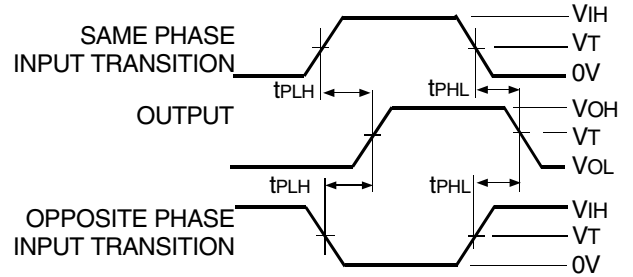 VIH
SAME PHASE
INPUT TRANSITION
VT
0V
tPLH
tPHL
OUTPUT
VOH
VT
VOL
tPLH
tPHL
OPPOSITE PHASE
INPUT TRANSITION
VIH
VT
0V